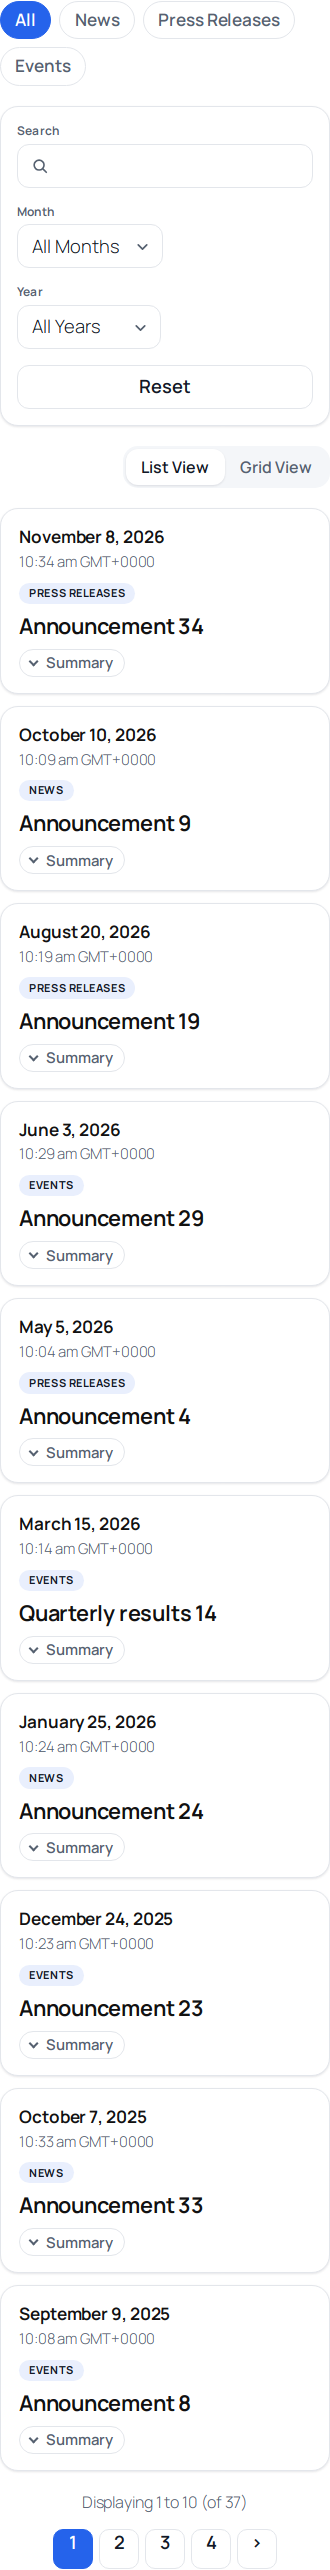 All News Press Releases
Events
Search
Month
All Months
Year
All Years
Reset
List View Grid View
November 8, 2026
10:34 am GMT+0000
PRESS RELEASES
Announcement 34
Summary
October 10, 2026
10:09 am GMT+0000
NEWS
Announcement 9
Summary
August 20, 2026
10:19 am GMT+0000
PRESS RELEASES
Announcement 19
Summary
June 3, 2026
10:29 am GMT+0000
EVENTS
Announcement 29
Summary
May 5, 2026
10:04 am GMT+0000
PRESS RELEASES
Announcement 4
Summary
March 15, 2026
10:14 am GMT+0000
EVENTS
Quarterly results 14
Summary
January 25, 2026
10:24 am GMT+0000
NEWS
Announcement 24
Summary
December 24, 2025
10:23 am GMT+0000
EVENTS
Announcement 23
Summary
October 7, 2025
10:33 am GMT+0000
NEWS
Announcement 33
Summary
September 9, 2025
10:08 am GMT+0000
EVENTS
Announcement 8
Summary
Displaying 1 to 10 (of 37)
1 2 3 4 ›